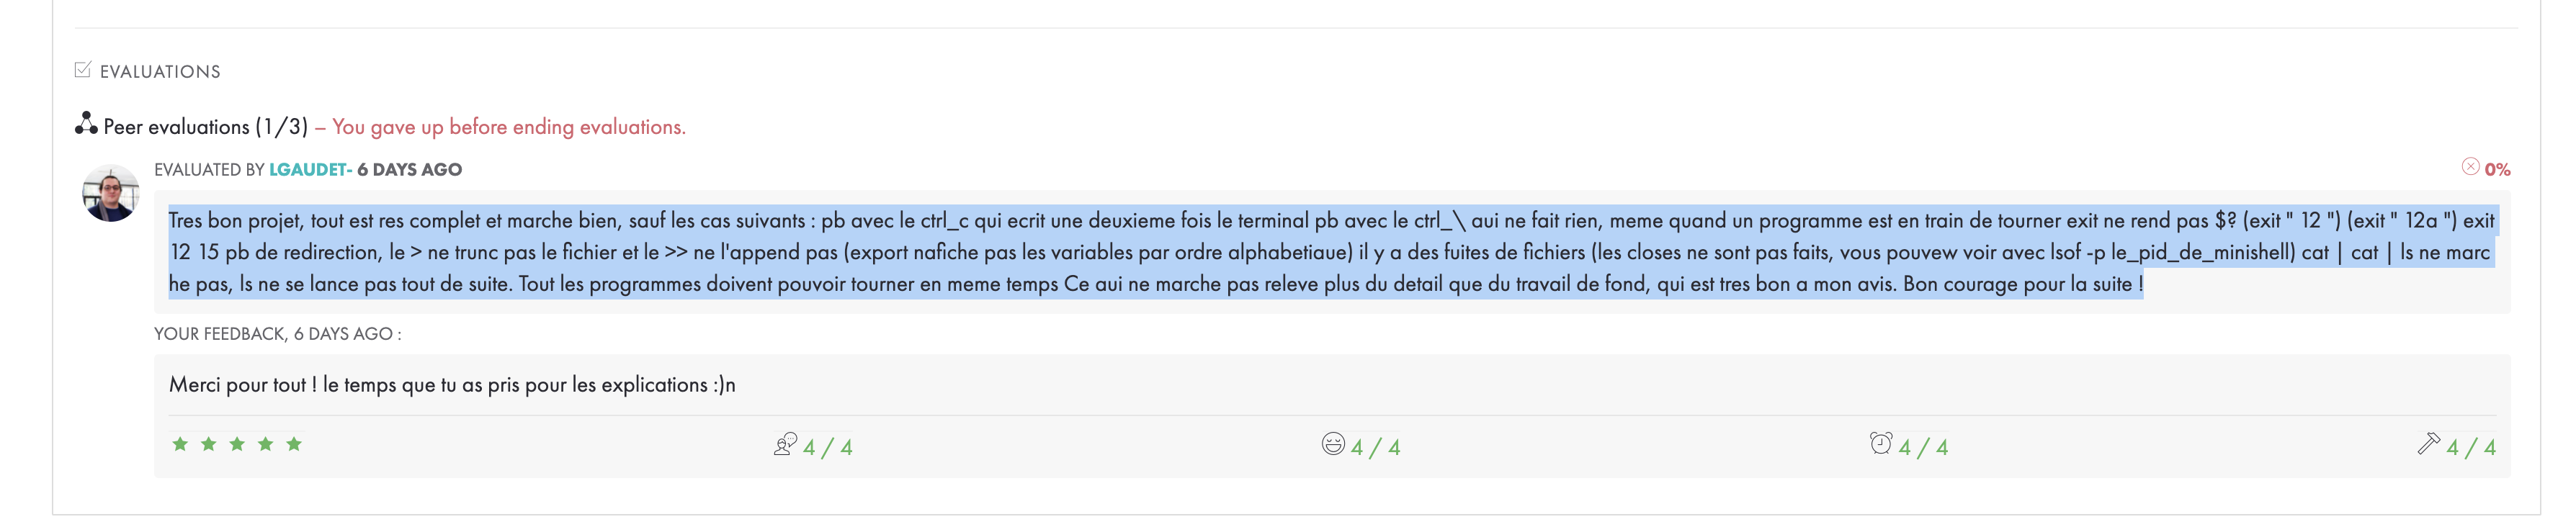 EVALUATIONS
Peer evaluations (1/3) – You gave up before ending evaluations.
EVALUATED BY LGAUDET- 6 DAYS AGO
0%
Tres bon projet, tout est res complet et marche bien, sauf les cas suivants : pb avec le ctrl_c qui ecrit une deuxieme fois le terminal pb avec le ctrl_\ aui ne fait rien, meme quand un programme est en train de tourner exit ne rend pas $? (exit " 12 ") (exit " 12a ") exit
12 15 pb de redirection, le > ne trunc pas le fichier et le >> ne l'append pas (export nafiche pas les variables par ordre alphabetiaue) il y a des fuites de fichiers (les closes ne sont pas faits, vous pouvew voir avec lsof -p le_pid_de_minishell) cat | cat | ls ne marc
he pas, ls ne se lance pas tout de suite. Tout les programmes doivent pouvoir tourner en meme temps Ce aui ne marche pas releve plus du detail que du travail de fond, qui est tres bon a mon avis. Bon courage pour la suite !
YOUR FEEDBACK, 6 DAYS AGO :
Merci pour tout ! le temps que tu as pris pour les explications :)n
4 / 4
4 / 4
4 / 4
4 / 4